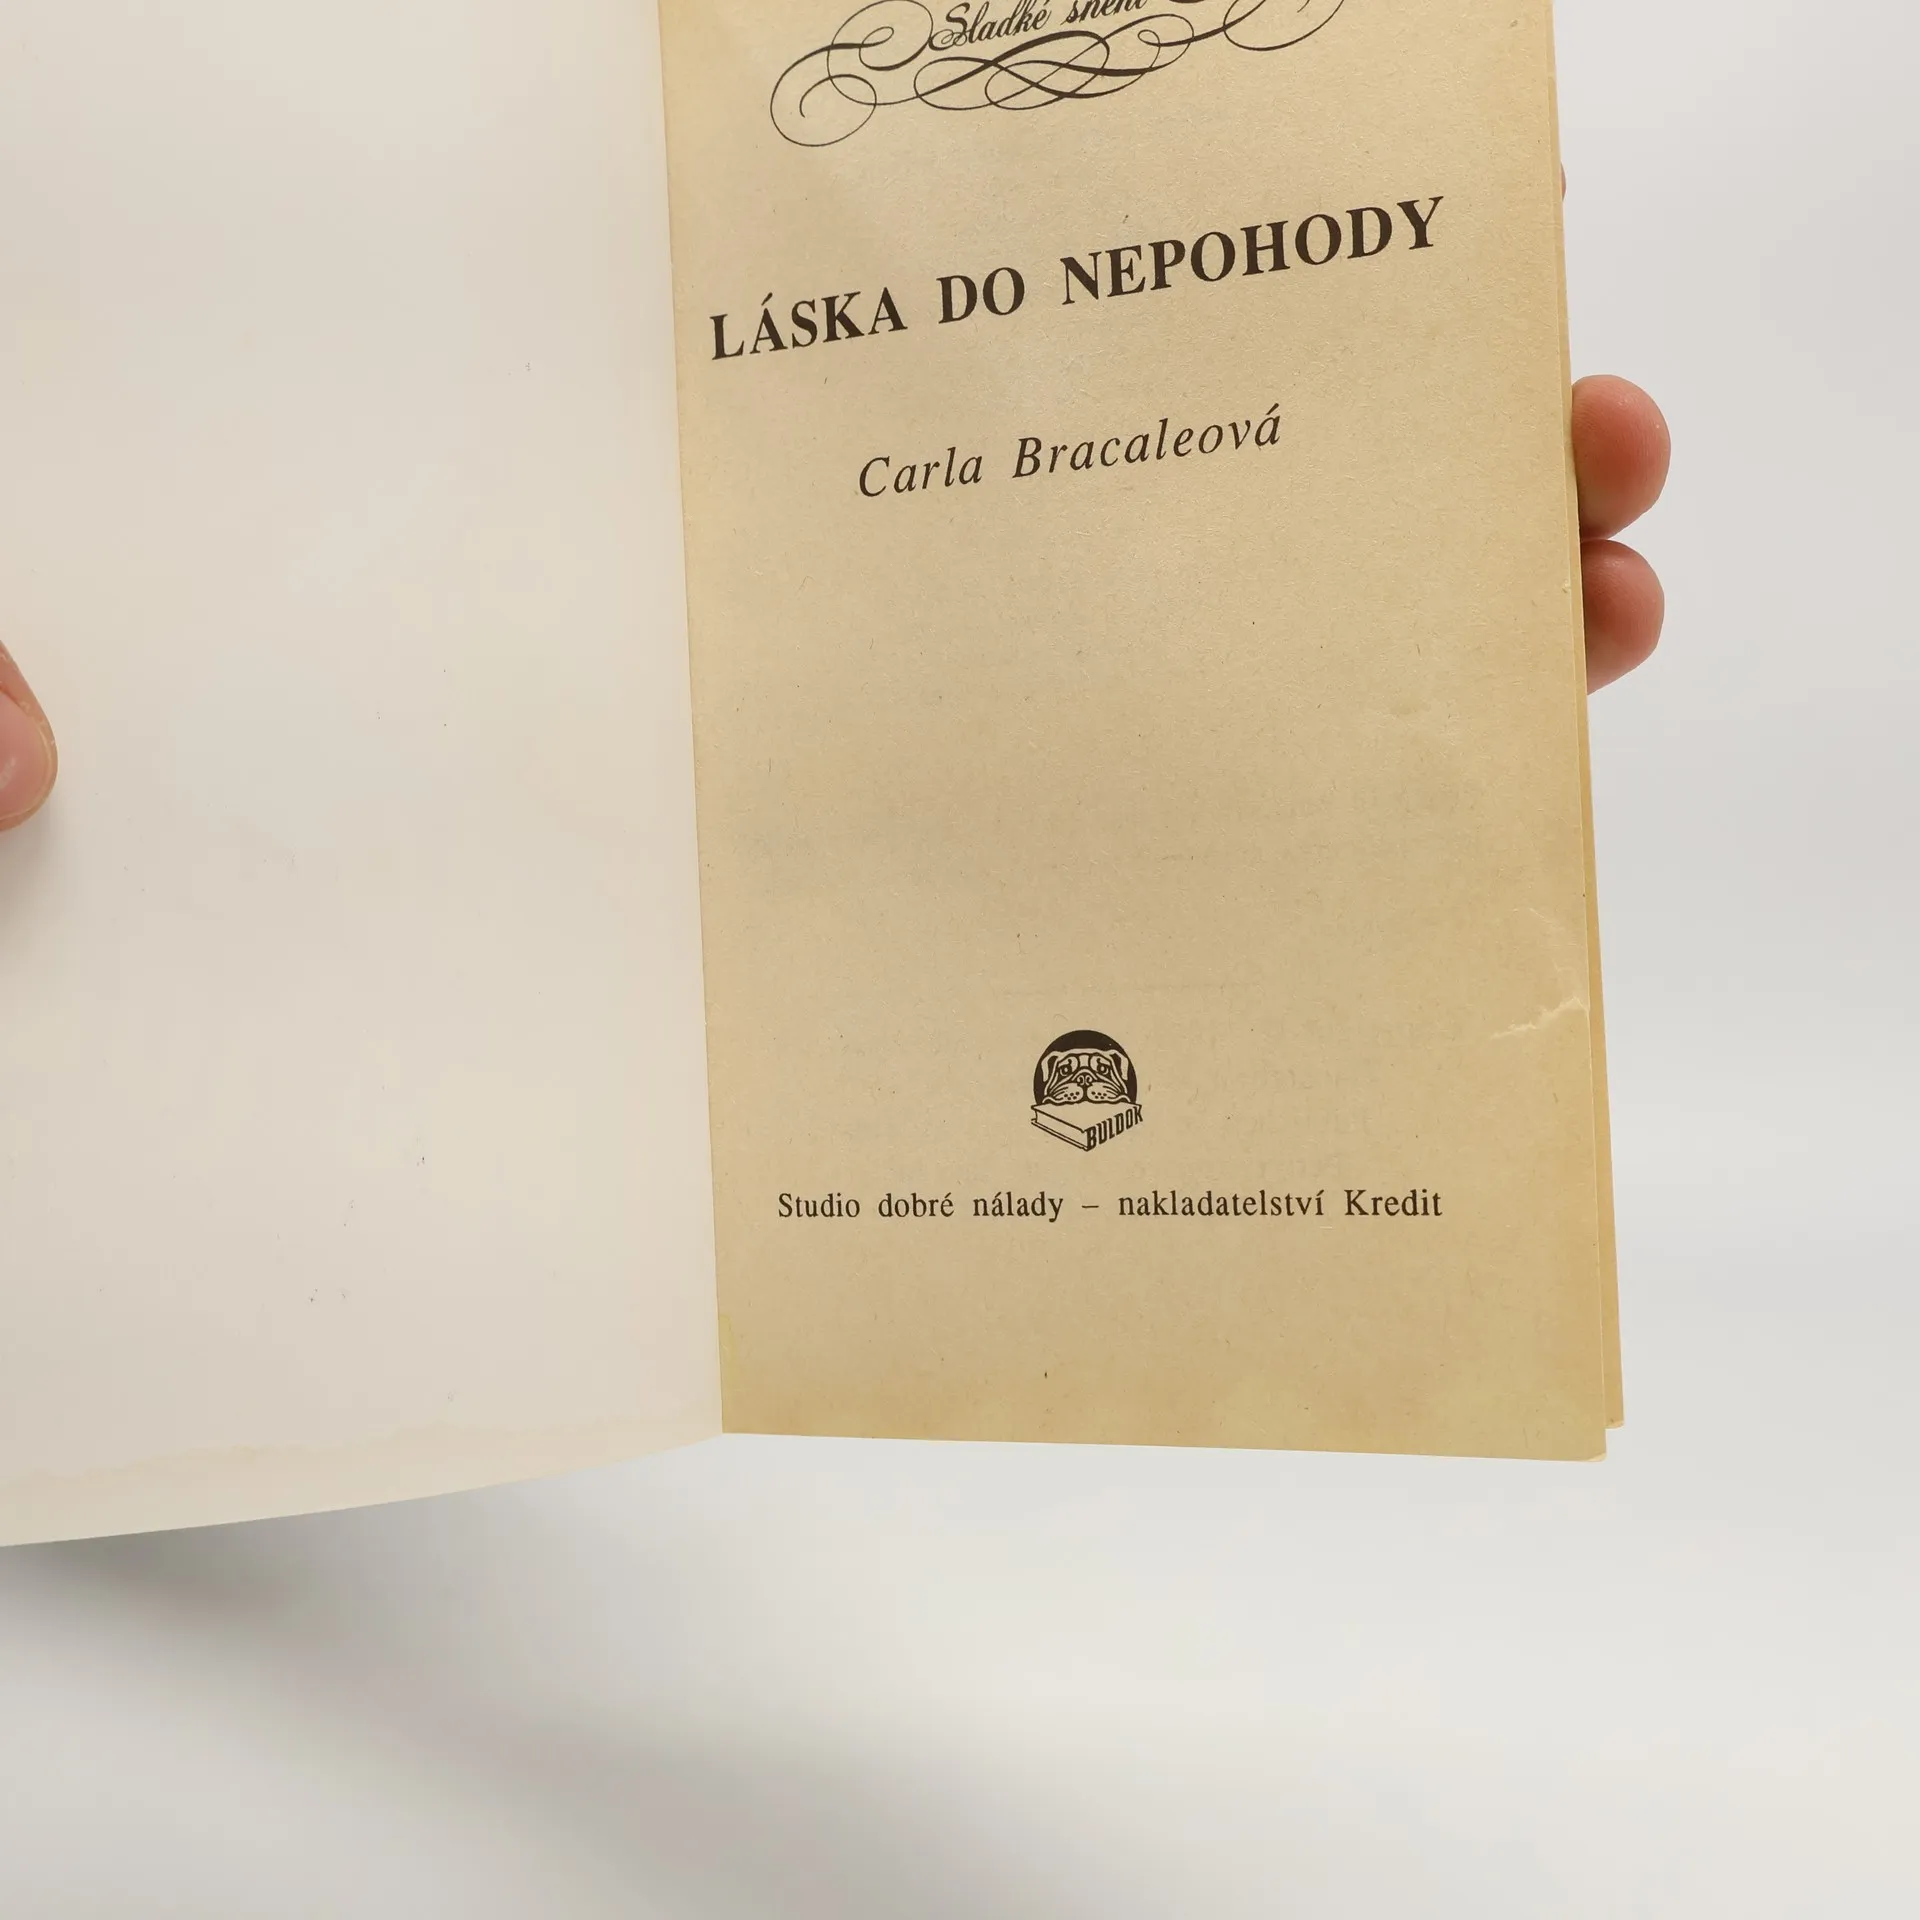 Sladké snění
LÁSKA DO NEPOHODY
Carla Bracaleová
BULDOK
Studio dobré nálady – nakladatelství Kredit